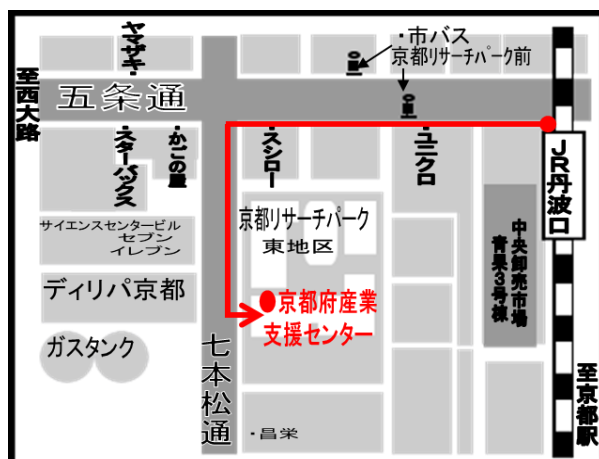 ヤマザキ
・市バス
京都リサーチパーク前
至西大路
五条通
・スターバックス
・かごの屋
・スシロー
・ユニクロ
JR丹波口
サイエンスセンタービル
セブン
イレブン
京都リサーチパーク
東地区
中央卸売市場
青果3号棟
ディリパ京都
●京都府産業
支援センター
ガスタンク
七本松通
至京都駅
・昌栄